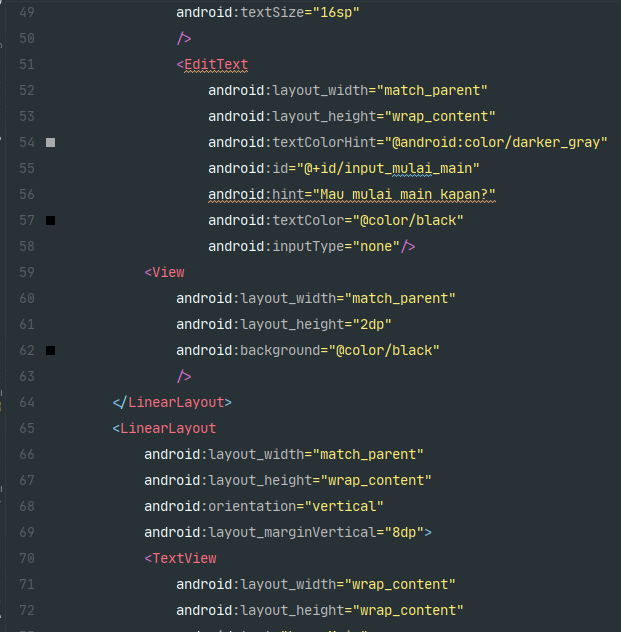 49 android:textSize="16sp"
50 />
51 <EditText
52 android:layout_width="match_parent"
53 android:layout_height="wrap_content"
54 android:textColorHint="@android:color/darker_gray"
55 android:id="@+id/input_mulai_main"
56 android:hint="Mau mulai main kapan?"
57 android:textColor="@color/black"
58 android:inputType="none"/>
59 <View
60 android:layout_width="match_parent"
61 android:layout_height="2dp"
62 android:background="@color/black"
63 />
64 </LinearLayout>
65 <LinearLayout
66 android:layout_width="match_parent"
67 android:layout_height="wrap_content"
68 android:orientation="vertical"
69 android:layout_marginVertical="8dp">
70 <TextView
71 android:layout_width="wrap_content"
72 android:layout_height="wrap_content"